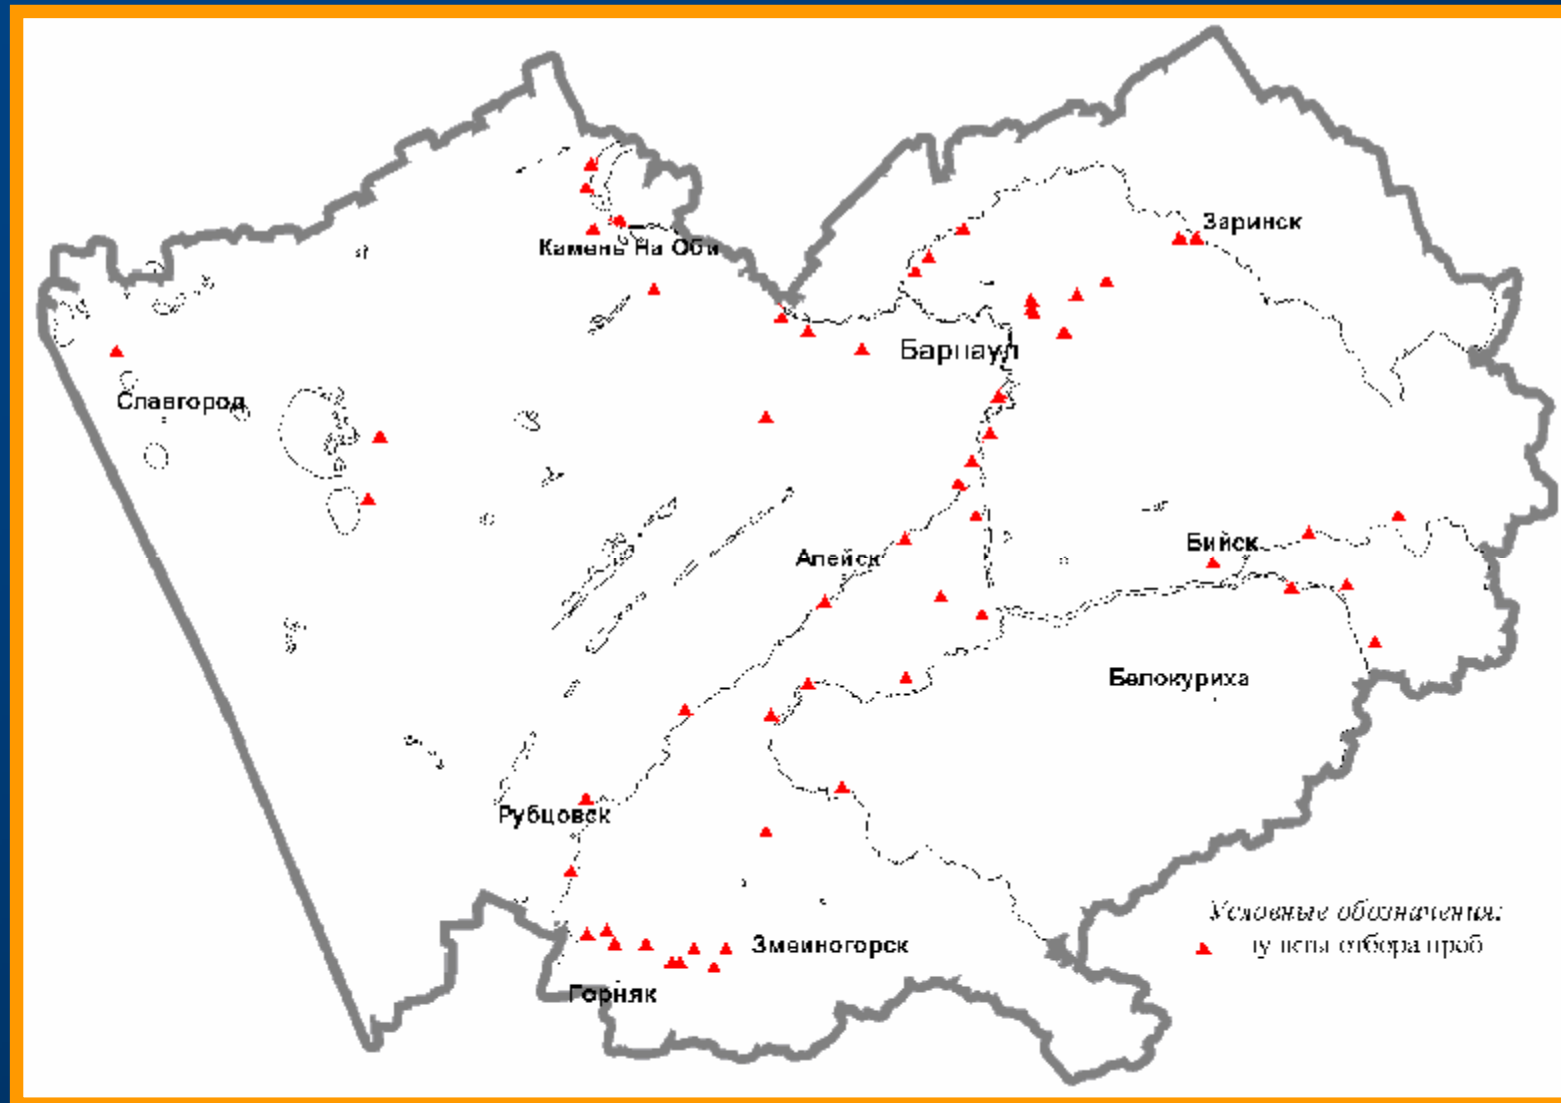 Заринск
Камень На Оби
Барнаул
Славгород
Алейск
Бийск
Белокуриха
Рубцовск
Условные обозначения:
пункты отбора проб
Змеиногорск
Горняк